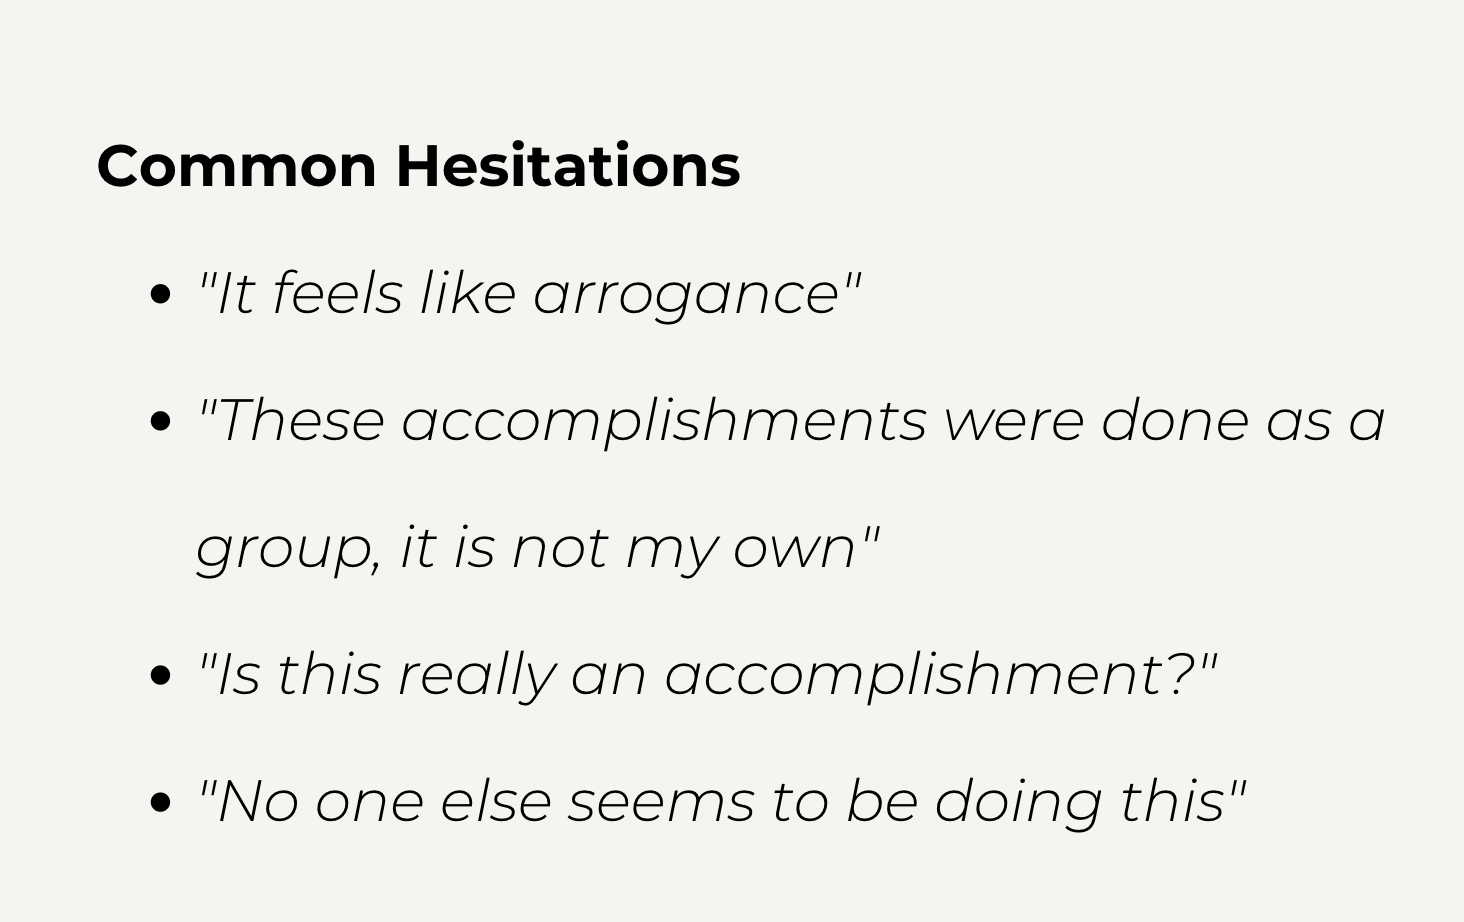 Common Hesitations
• "It feels like arrogance"
• "These accomplishments were done as a
group, it is not my own"
• "Is this really an accomplishment?"
• "No one else seems to be doing this"